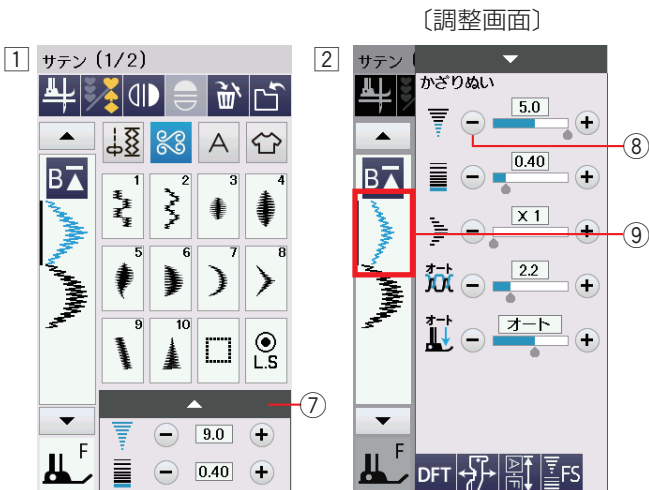 〔調整画面〕
1 サテン (1/2)
B
A
1 2 3 4
5 6 7 8
9 10
L.S
⑦
9.0
F
0.40
2 サテン (
かざりぬい
5.0
⑧
0.40
B
X 1
⑨
オート
2.2
オート
オート
F
DFT
FS